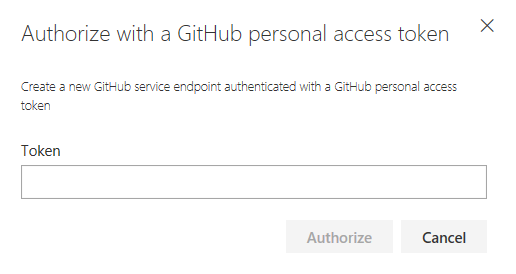 Authorize with a GitHub personal access token
Create a new GitHub service endpoint authenticated with a GitHub personal access
token
Token
Authorize
Cancel